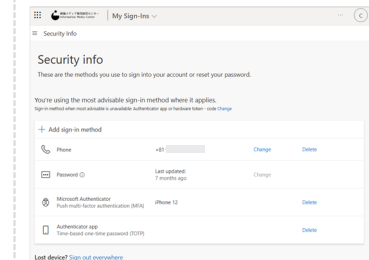 Information Media Center
My Sign-Ins
C
Security Info
Security info
These are the methods you use to sign into your account or reset your password.
You're using the most advisable sign-in method where it applies.
Sign-in method when most advisable is unavailable: Authenticator app or hardware token - code Change
+ Add sign-in method
Phone +81 Change Delete
Password Last updated:
7 months ago Change
Microsoft Authenticator
Push multi-factor authentication (MFA) iPhone 12 Delete
Authenticator app
Time-based one-time password (TOTP) Delete
Lost device? Sign out everywhere